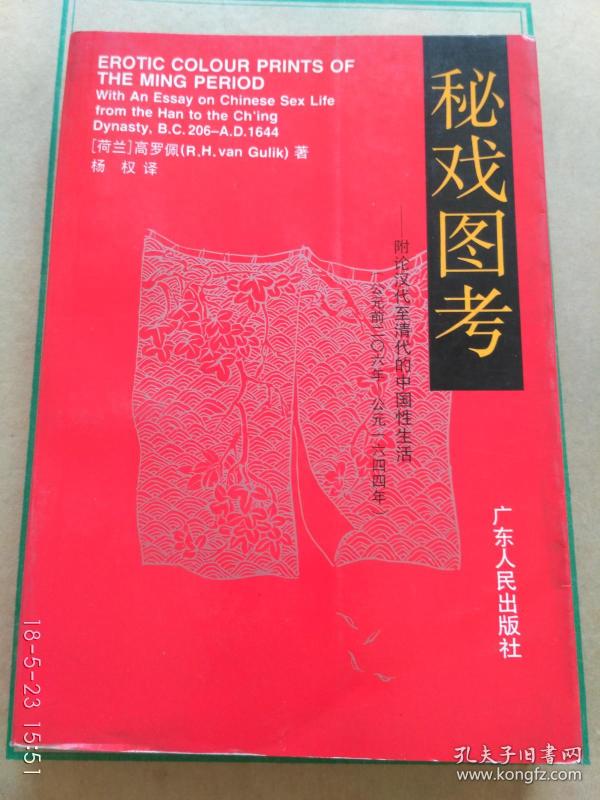 EROTIC COLOUR PRINTS OF
THE MING PERIOD
With An Essay on Chinese Sex Life
from the Han to the Ch'ing
Dynasty, B.C. 206–A.D.1644
[荷兰]高罗佩(R.H.van Gulik) 著
杨 权 译
秘戏图考
——附论汉代至清代的中国性生活
(公元前二〇六年—公元一六四四年)
广东人民出版社
18-5-23 15:51
孔夫子旧书网
www.kongfz.com